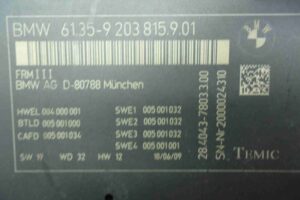 BMW 61.35-9 203 815.9.01
BMW
FRM III
BMW AG D-80788 München
HWEL 004 000 001
BTLD 005 001 000
CAFD 005 001 034
SWE1 005 001 032
SWE2 005 001 032
SWE3 005 001 032
SWE4 005 001 001
SW 17 WD 32 HW 12 18/06/09
28.4043-7803 3.00
SN-Nr.2000024310
TEMIC